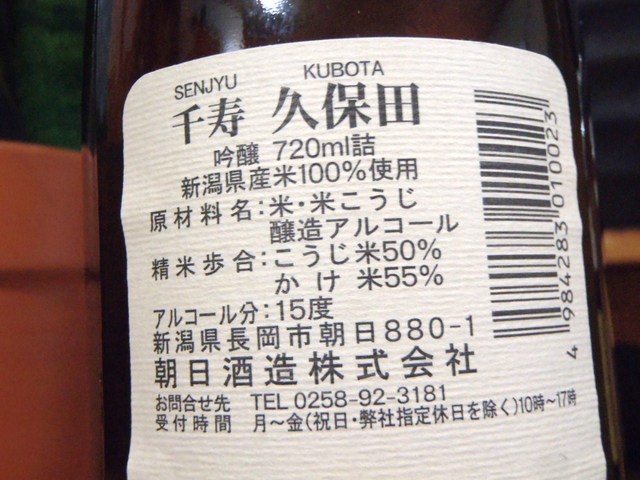 SENJYU KUBOTA
千寿 久保田
吟醸 720ml詰
新潟県産米100%使用
原材料名:米・米こうじ
醸造アルコール
精米歩合:こうじ米50%
かけ 米55%
アルコール分:15度
新潟県長岡市朝日880-1
朝日酒造株式会社
お問合せ先 TEL 0258-92-3181
受付時間 月〜金(祝日・弊社指定休日を除く)10時〜17時
4 984283 010023